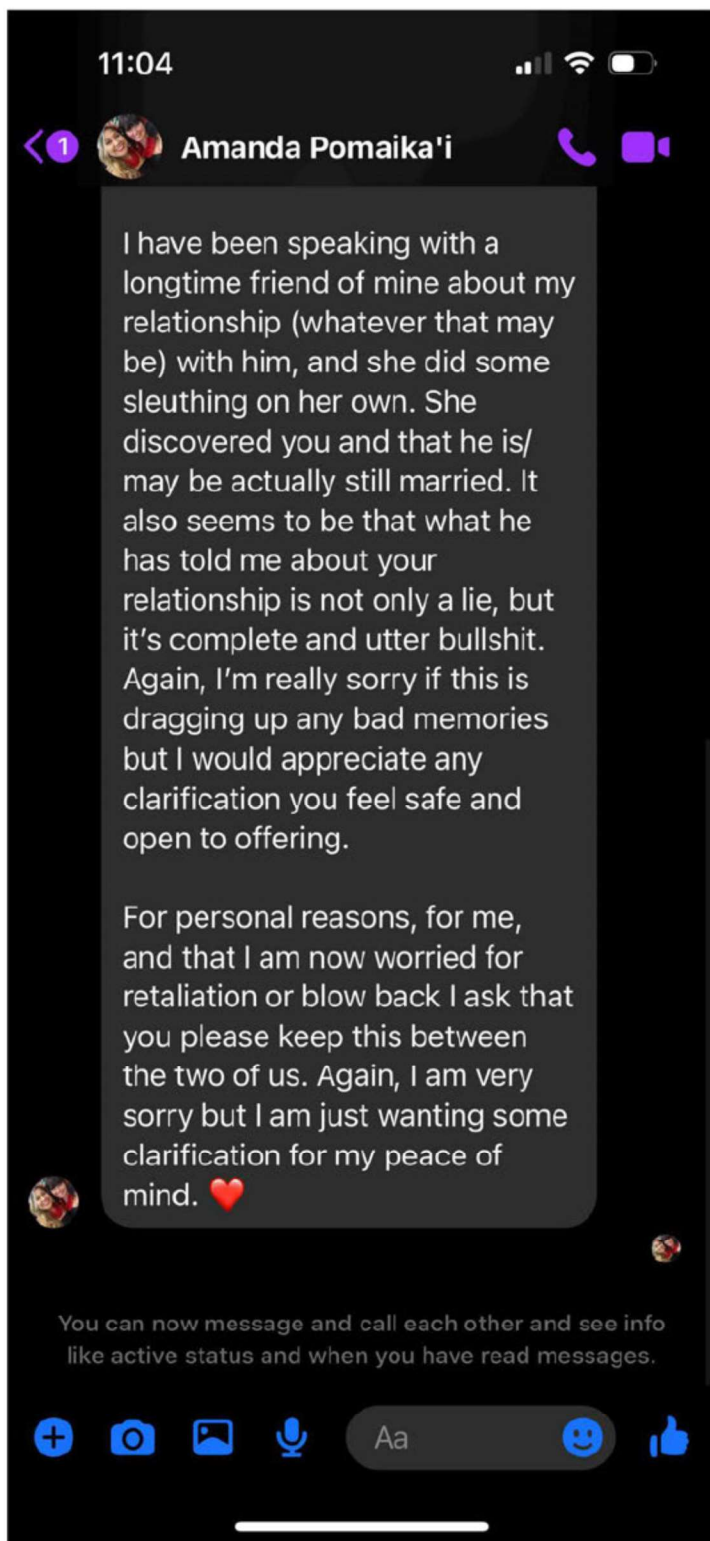 11:04
1
Amanda Pomaika'i
I have been speaking with a
longtime friend of mine about my
relationship (whatever that may
be) with him, and she did some
sleuthing on her own. She
discovered you and that he is/
may be actually still married. It
also seems to be that what he
has told me about your
relationship is not only a lie, but
it's complete and utter bullshit.
Again, I'm really sorry if this is
dragging up any bad memories
but I would appreciate any
clarification you feel safe and
open to offering.
For personal reasons, for me,
and that I am now worried for
retaliation or blow back I ask that
you please keep this between
the two of us. Again, I am very
sorry but I am just wanting some
clarification for my peace of
mind. ❤️
You can now message and call each other and see info
like active status and when you have read messages.
Aa